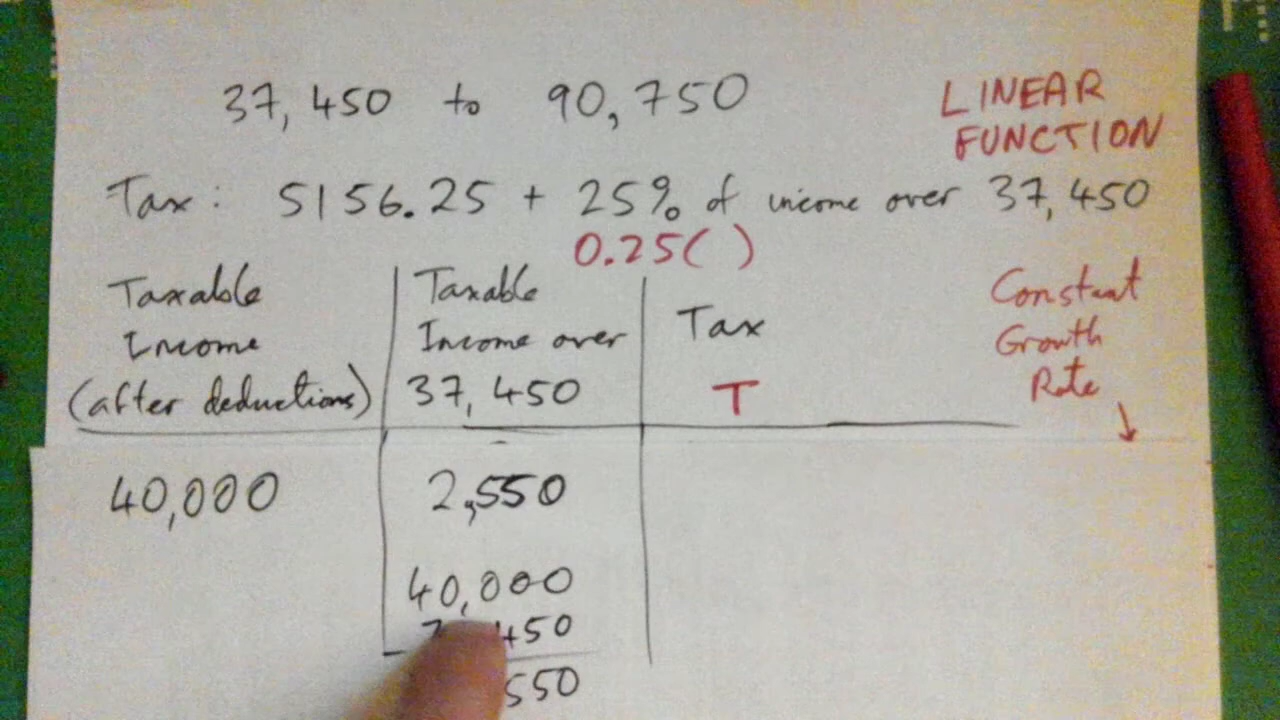 37,450 to 90,750
LINEAR
FUNCTION
Tax: 5156.25 + 25% of income over 37,450
0.25( )
Taxable
Income
(after deductions)
Taxable
Income over
37,450
Tax
T
Constant
Growth
Rate
40,000
2,550
40,000
450
550